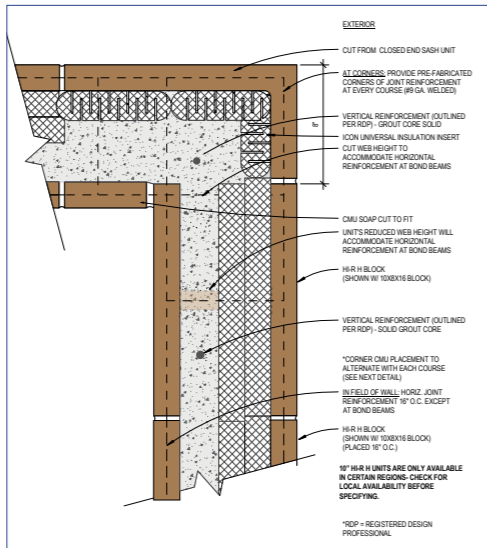 EXTERIOR
CUT FROM CLOSED END SASH UNIT
AT CORNERS: PROVIDE PRE-FABRICATED
CORNERS OF JOINT REINFORCEMENT
AT EVERY COURSE (#9 GA. WELDED)
VERTICAL REINFORCEMENT (OUTLINED
PER RDP) - GROUT CORE SOLID
ICON UNIVERSAL INSULATION INSERT
CUT WEB HEIGHT TO
ACCOMMODATE HORIZONTAL
REINFORCEMENT AT BOND BEAMS
CMU SOAP CUT TO FIT
UNIT'S REDUCED WEB HEIGHT WILL
ACCOMMODATE HORIZONTAL
REINFORCEMENT AT BOND BEAMS
HI-R H BLOCK
(SHOWN W/ 10X8X16 BLOCK)
VERTICAL REINFORCEMENT (OUTLINED
PER RDP) - SOLID GROUT CORE
*CORNER CMU PLACEMENT TO
ALTERNATE WITH EACH COURSE
(SEE NEXT DETAIL)
IN FIELD OF WALL: HORIZ. JOINT
REINFORCEMENT 16" O.C. EXCEPT
AT BOND BEAMS
HI-R H BLOCK
(SHOWN W/ 10X8X16 BLOCK)
(PLACED 16" O.C.)
10" HI-R H UNITS ARE ONLY AVAILABLE
IN CERTAIN REGIONS- CHECK FOR
LOCAL AVAILABILITY BEFORE
SPECIFYING.
*RDP = REGISTERED DESIGN
PROFESSIONAL